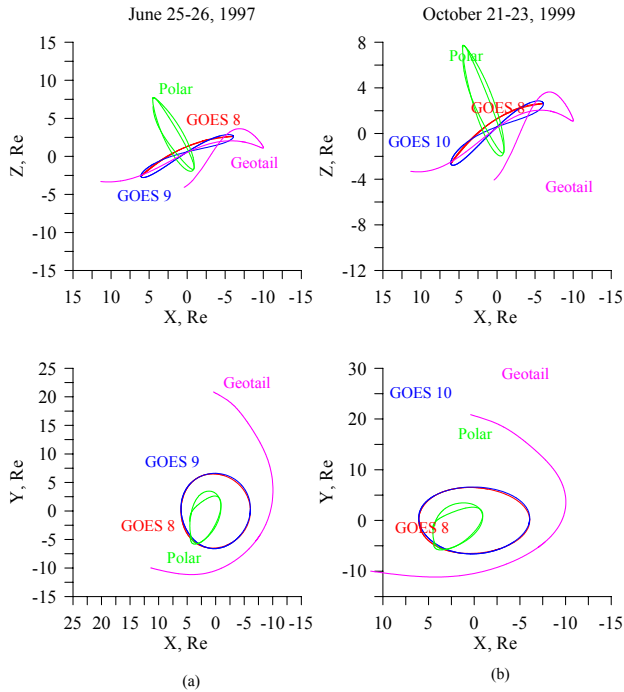 June 25-26, 1997
October 21-23, 1999
15
10
5
0
-5
-10
-15
Z, Re
Polar
GOES 8
Geotail
GOES 9
15 10 5 0 -5 -10 -15
X, Re
8
4
0
-4
-8
-12
Z, Re
Polar
GOES 8
GOES 10
Geotail
15 10 5 0 -5 -10 -15
X, Re
25
20
15
10
5
0
-5
-10
-15
Y, Re
Geotail
GOES 9
GOES 8
Polar
25 20 15 10 5 0 -5 -10 -15
X, Re
(a)
30
20
10
0
-10
Y, Re
Geotail
GOES 10
Polar
GOES 8
10 5 0 -5 -10 -15
X, Re
(b)